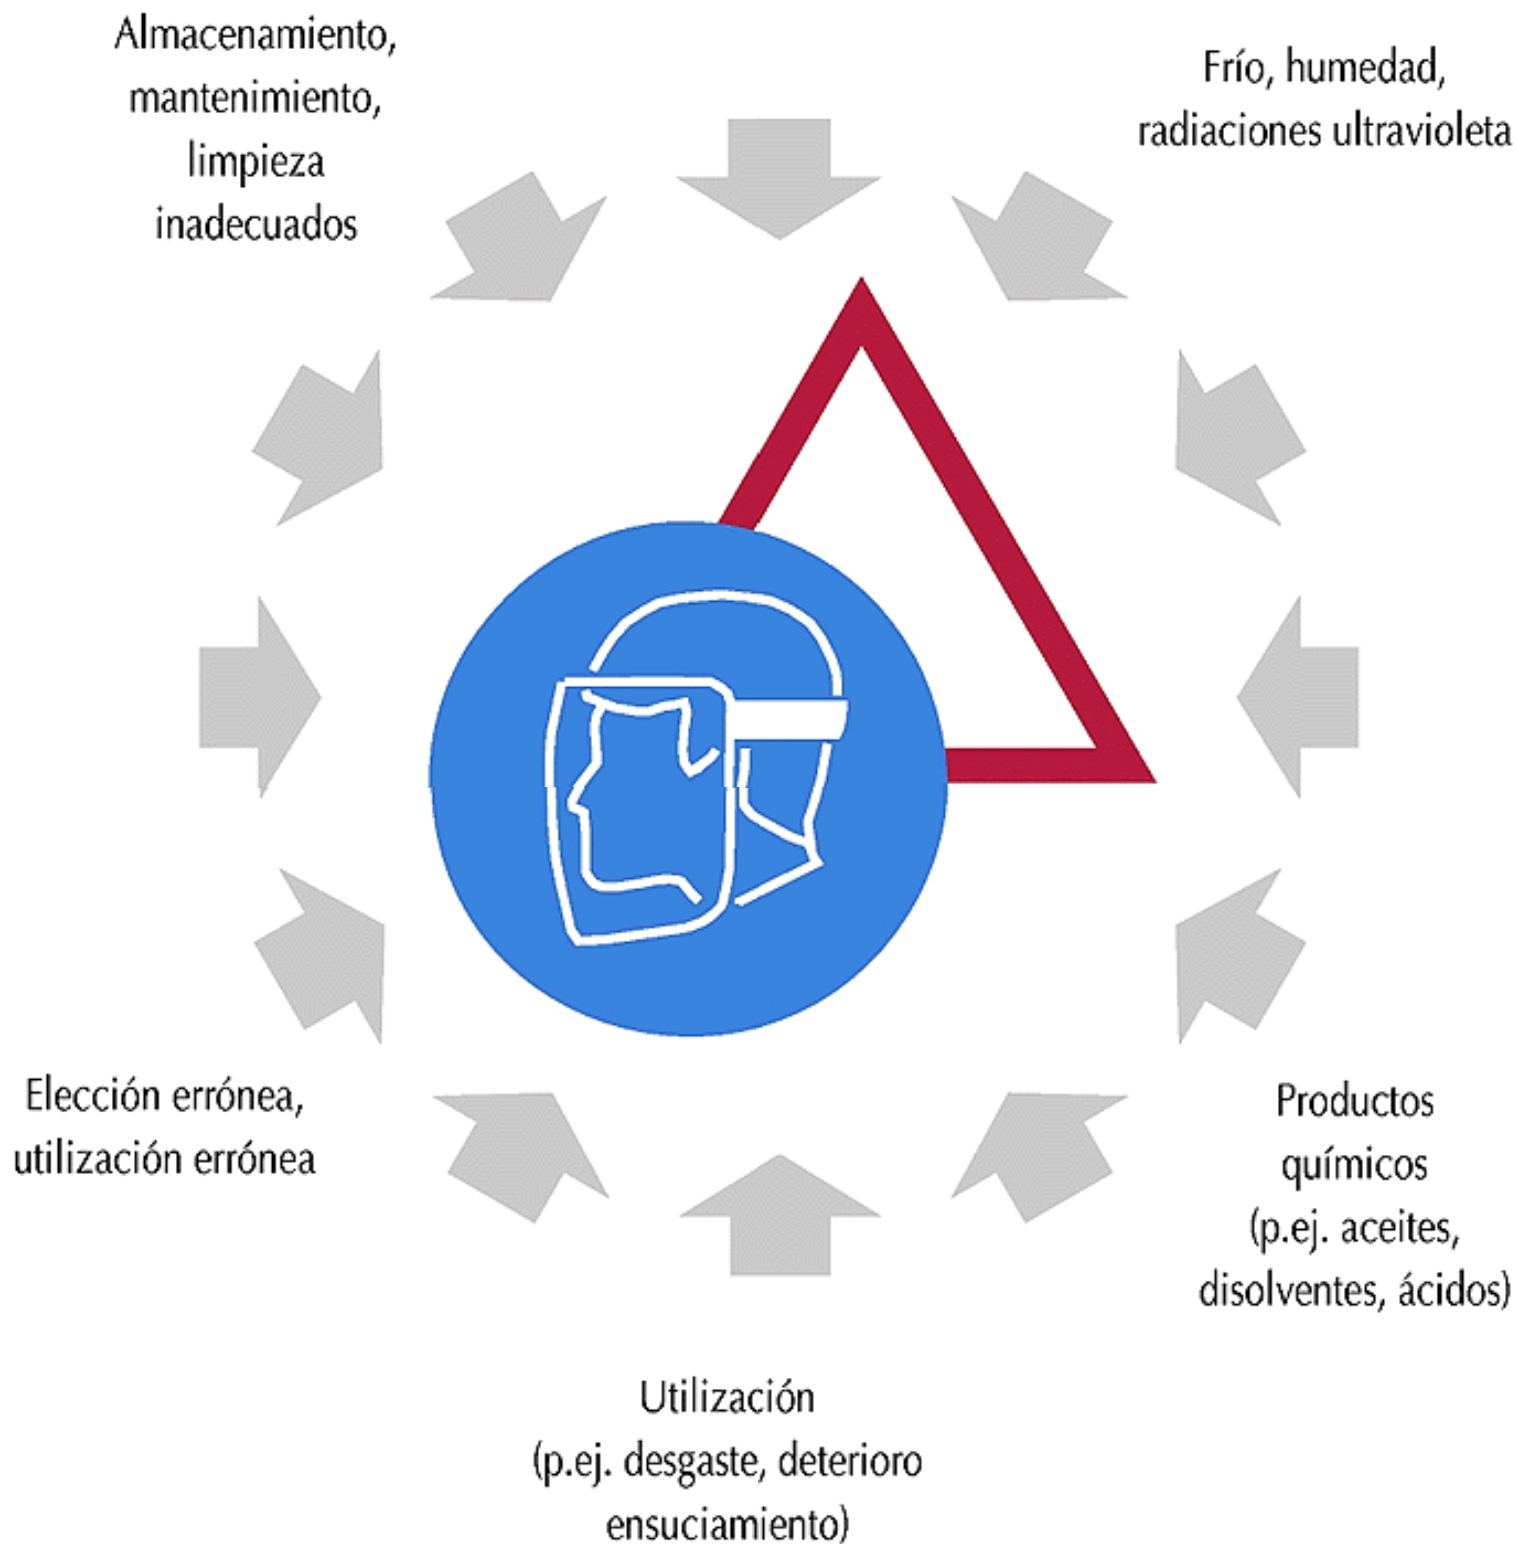 Almacenamiento,
mantenimiento,
limpieza
inadecuados
Frío, humedad,
radiaciones ultravioleta
Elección errónea,
utilización errónea
Productos
químicos
(p.ej. aceites,
disolventes, ácidos)
Utilización
(p.ej. desgaste, deterioro
ensuciamiento)